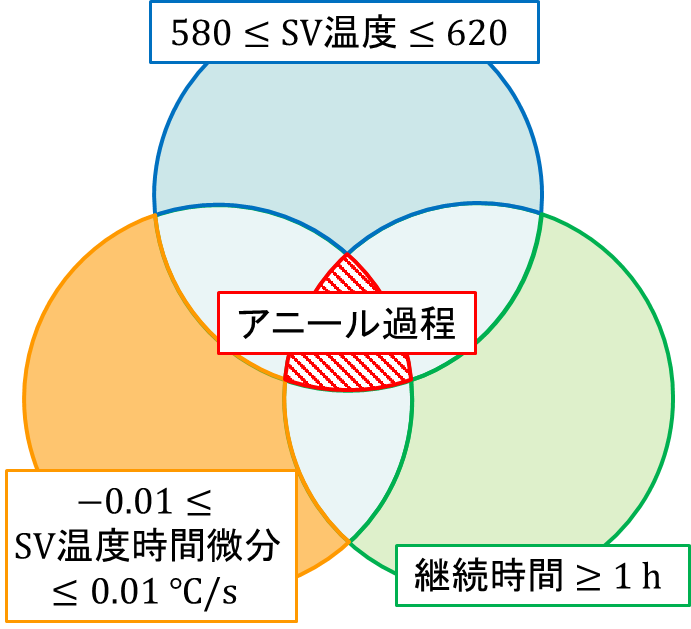 580 ≤ SV温度 ≤ 620
アニール過程
−0.01 ≤
SV温度時間微分
≤ 0.01 ℃/s
継続時間 ≥ 1 h